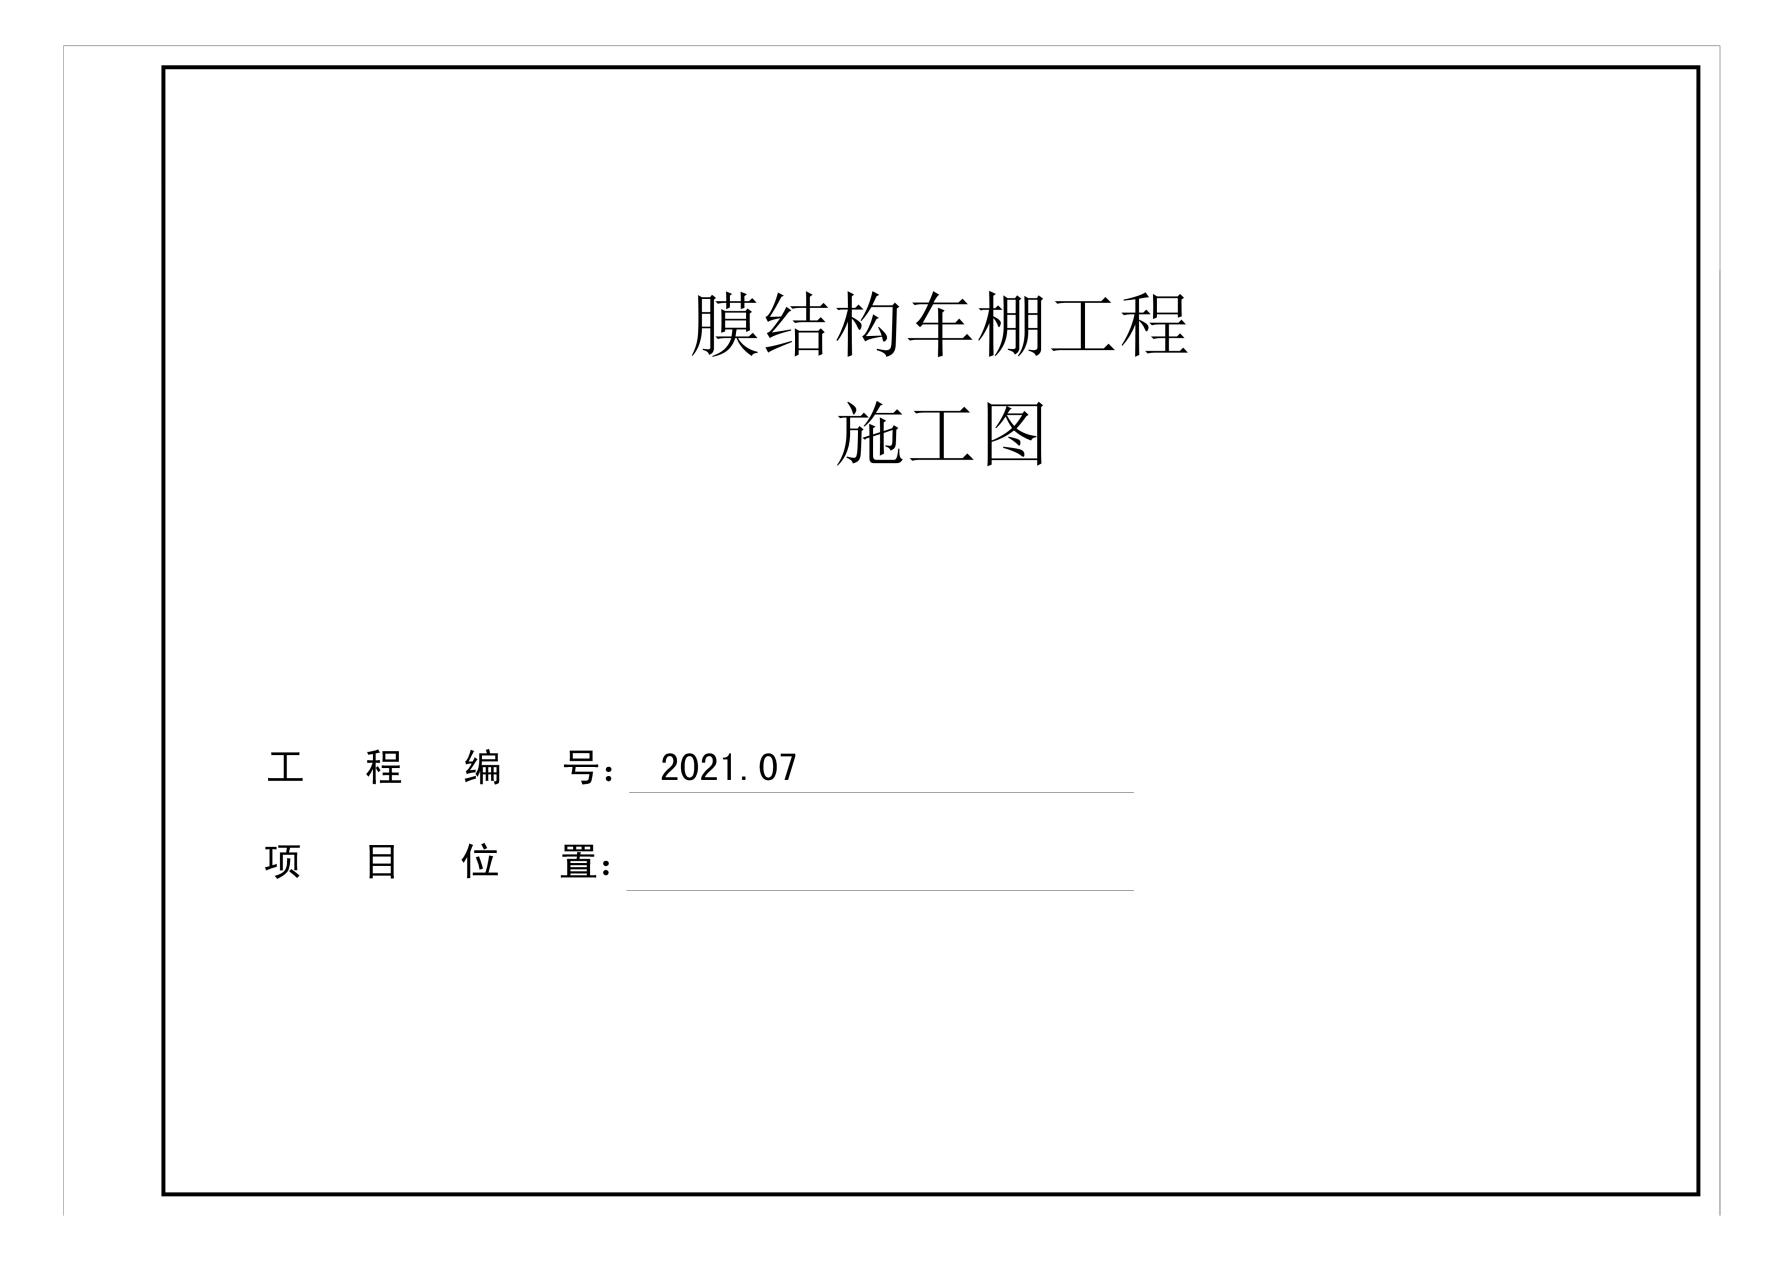 膜结构车棚工程
施工图
工 程 编 号： 2021.07
项 目 位 置：